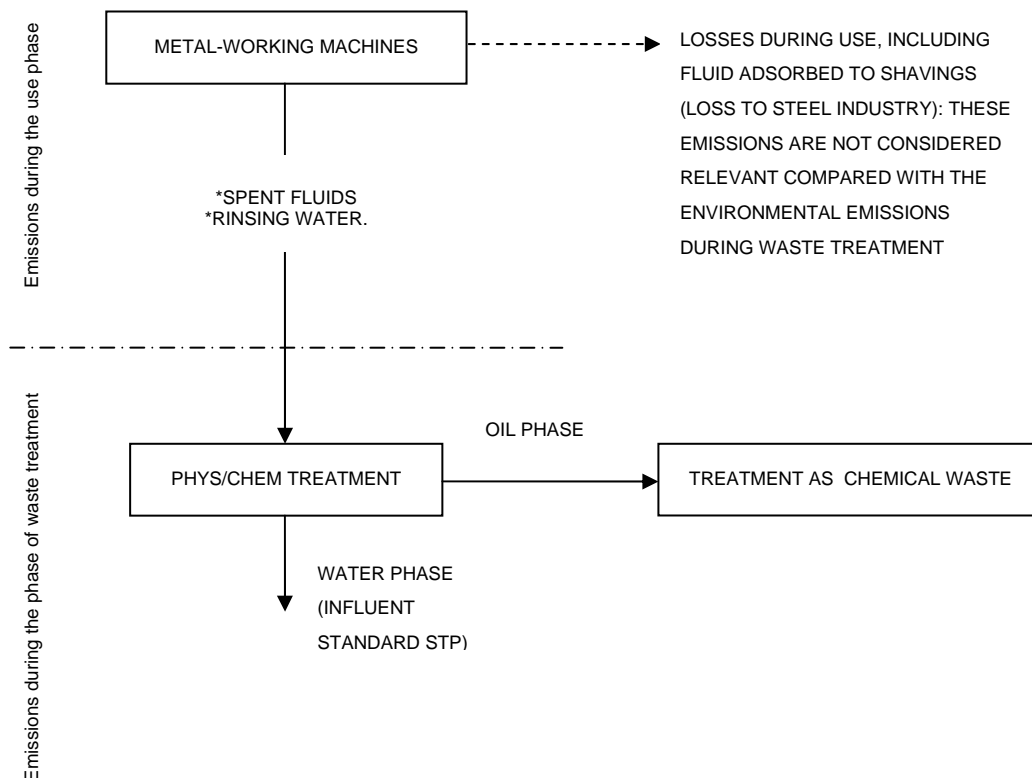 Emissions during the use phase
METAL-WORKING MACHINES
LOSSES DURING USE, INCLUDING
FLUID ADSORBED TO SHAVINGS
(LOSS TO STEEL INDUSTRY): THESE
EMISSIONS ARE NOT CONSIDERED
RELEVANT COMPARED WITH THE
ENVIRONMENTAL EMISSIONS
DURING WASTE TREATMENT
*SPENT FLUIDS
*RINSING WATER.
Emissions during the phase of waste treatment
OIL PHASE
PHYS/CHEM TREATMENT
TREATMENT AS CHEMICAL WASTE
WATER PHASE
(INFLUENT
STANDARD STP)